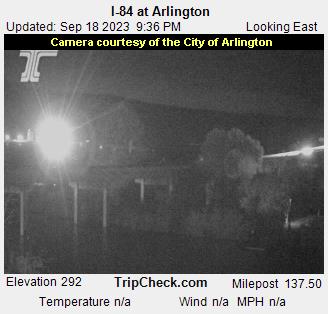 I-84 at Arlington
Updated: Sep 18 2023 9:36 PM Looking East
Camera courtesy of the City of Arlington
Elevation 292 TripCheck.com Milepost 137.50
Temperature n/a Wind n/a MPH n/a